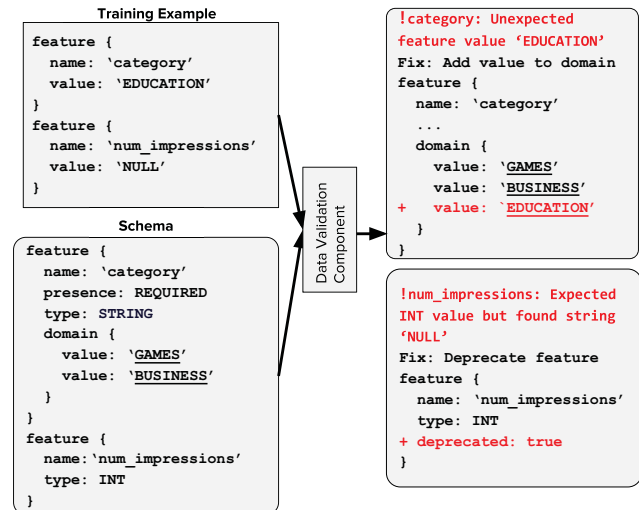 Training Example
feature {
name: ‘category’
value: ‘EDUCATION’
}
feature {
name: ‘num_impressions’
value: ‘NULL’
}
Schema
feature {
name: ‘category’
presence: REQUIRED
type: STRING
domain {
value: ‘GAMES’
value: ‘BUSINESS’
}
}
feature {
name:‘num_impressions’
type: INT
}
Data Validation
Component
!category: Unexpected
feature value ‘EDUCATION’
Fix: Add value to domain
feature {
name: ‘category’
...
domain {
value: ‘GAMES’
value: ‘BUSINESS’
+ value: `EDUCATION’
}
}
!num_impressions: Expected
INT value but found string
‘NULL’
Fix: Deprecate feature
feature {
name: ‘num_impressions’
type: INT
+ deprecated: true
}